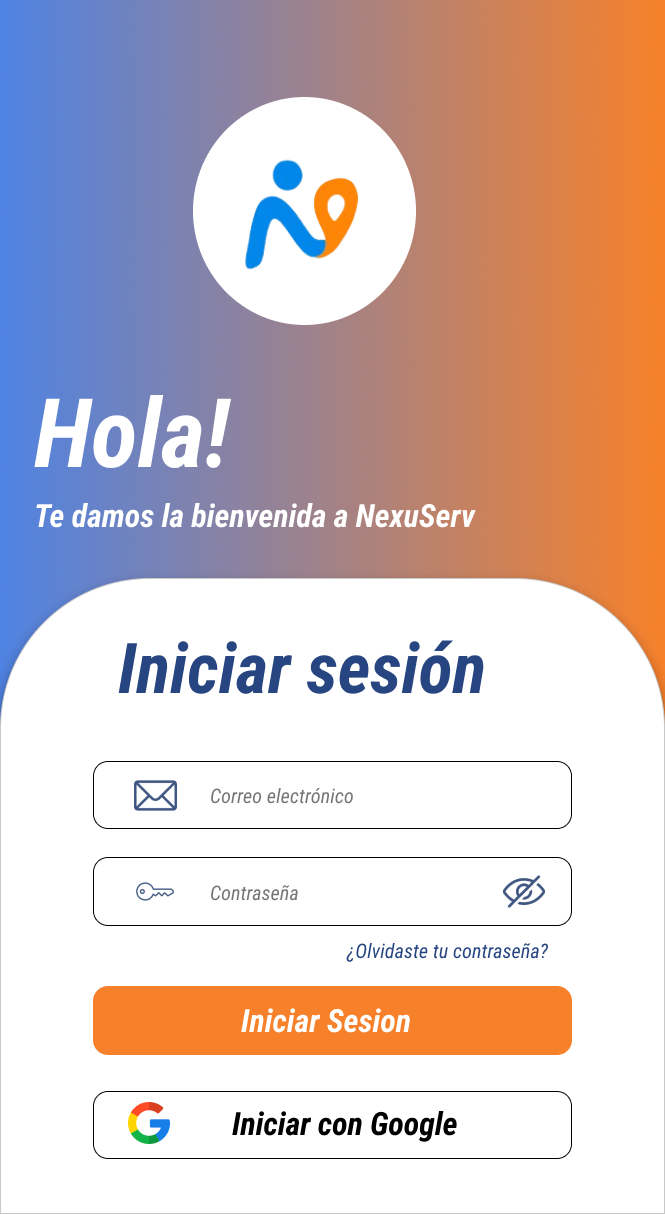 Hola!
Te damos la bienvenida a NexuServ
Iniciar sesión
Correo electrónico
Contraseña
¿Olvidaste tu contraseña?
Iniciar Sesion
Iniciar con Google